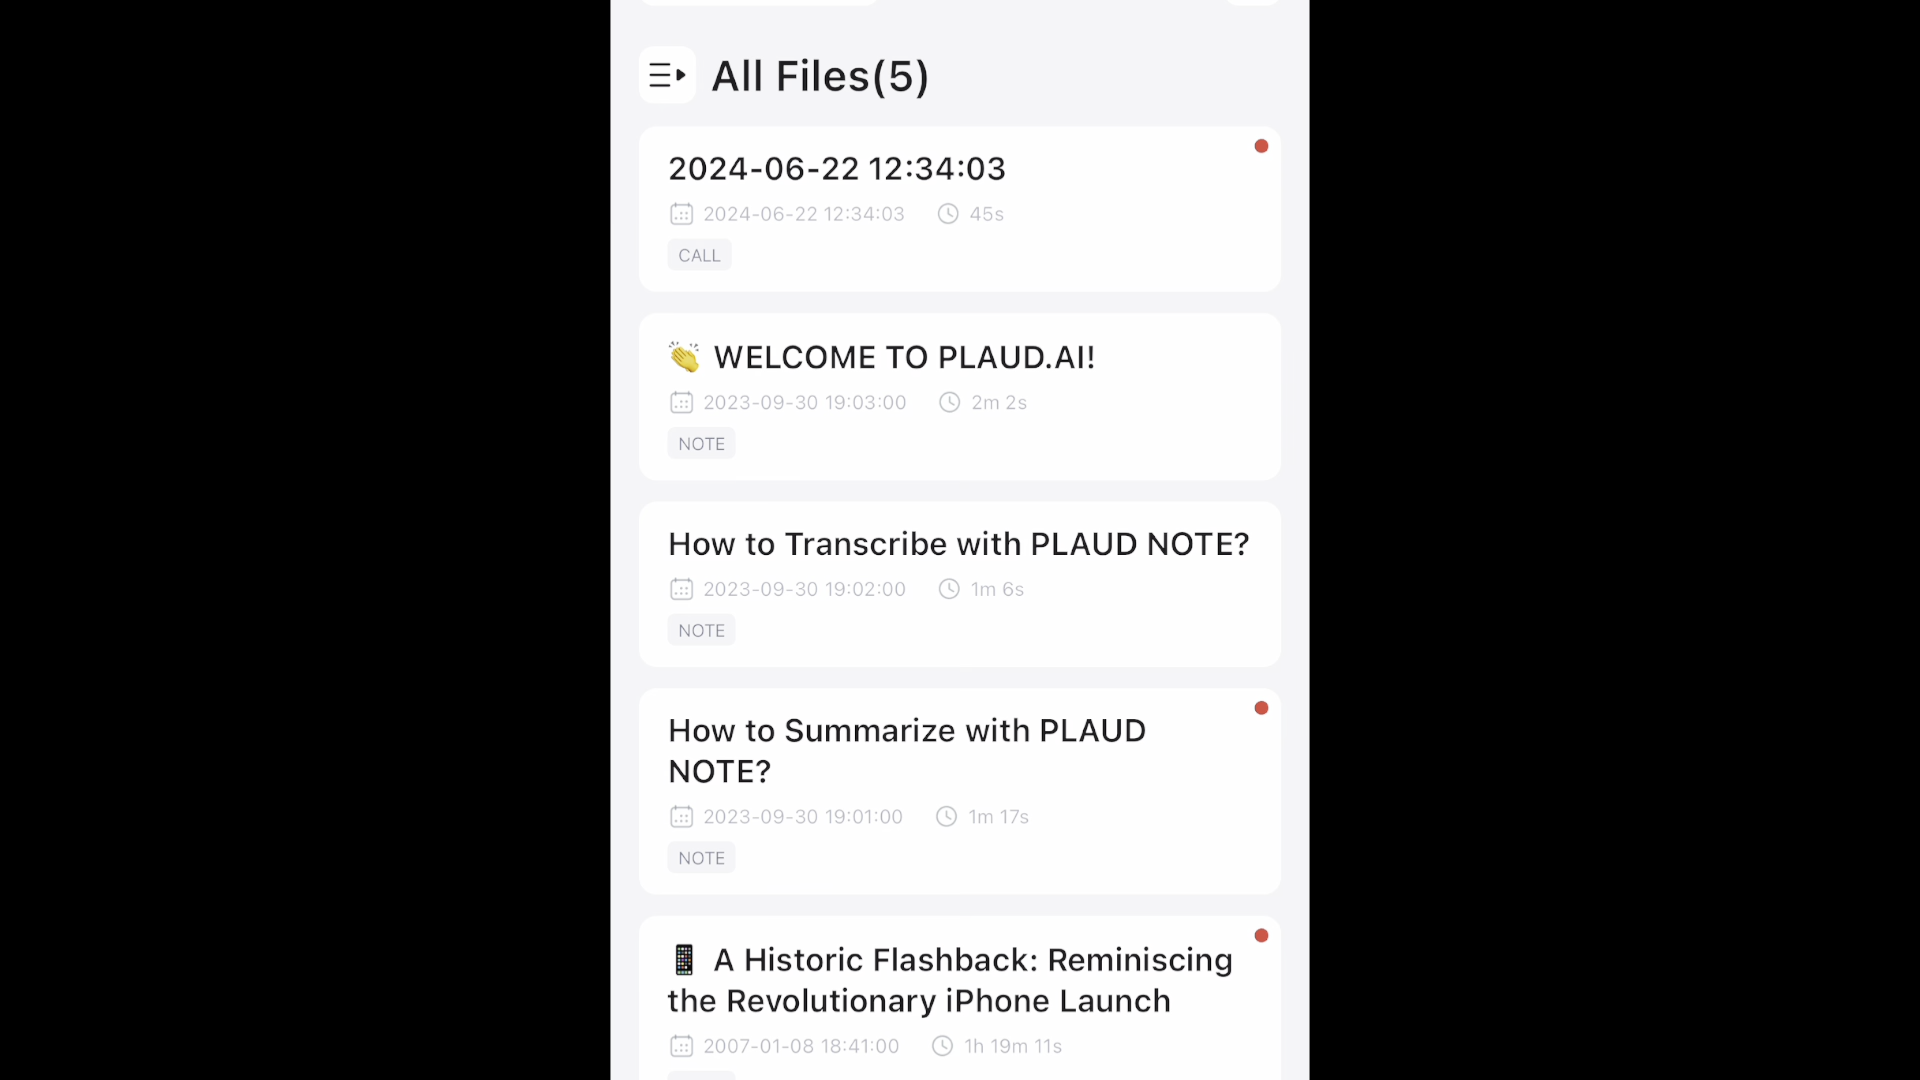 All Files(5)
2024-06-22 12:34:03
2024-06-22 12:34:03 45s
CALL
👏 WELCOME TO PLAUD.AI!
2023-09-30 19:03:00 2m 2s
NOTE
How to Transcribe with PLAUD NOTE?
2023-09-30 19:02:00 1m 6s
NOTE
How to Summarize with PLAUD
NOTE?
2023-09-30 19:01:00 1m 17s
NOTE
📱 A Historic Flashback: Reminiscing
the Revolutionary iPhone Launch
2007-01-08 18:41:00 1h 19m 11s